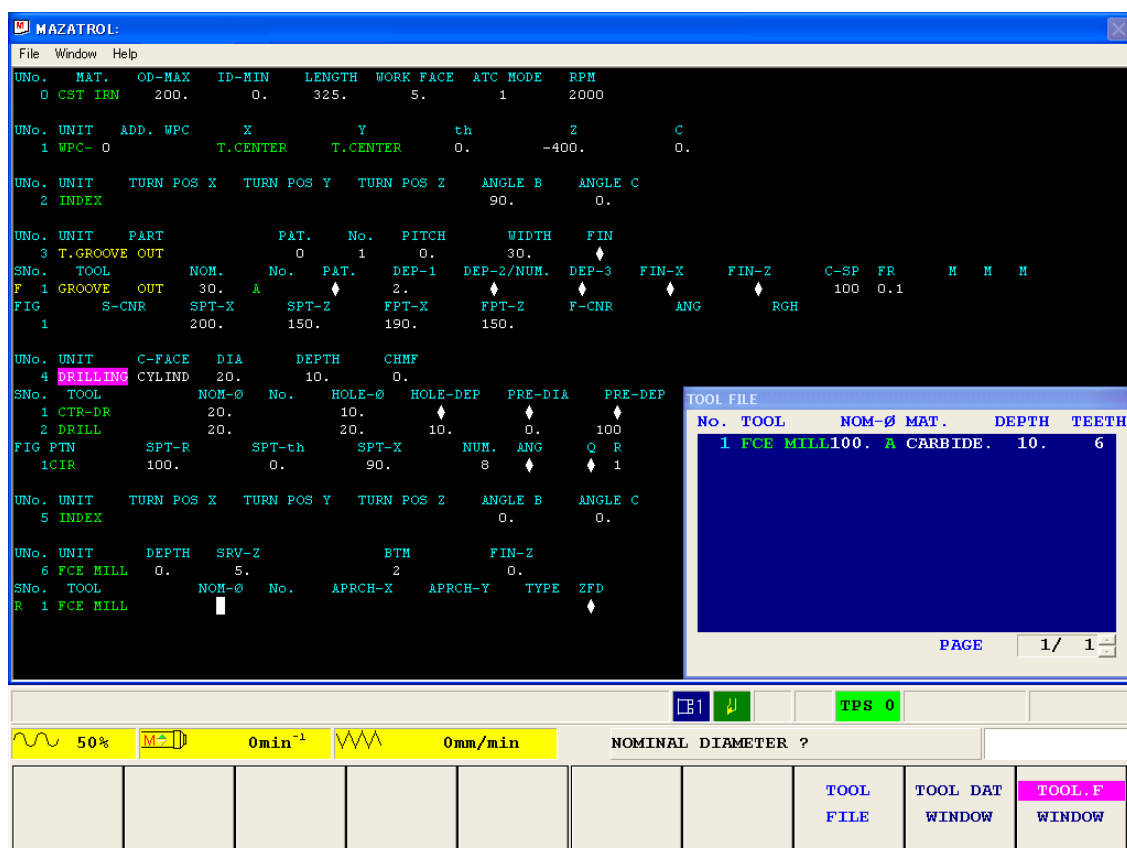 MAZATROL:
File Window Help
UNo. MAT. OD-MAX ID-MIN LENGTH WORK FACE ATC MODE RPM
0 CST IRN 200. 0. 325. 5. 1 2000
UNo. UNIT ADD. WPC X Y th Z C
1 WPC- 0 T.CENTER T.CENTER 0. -400. 0.
UNo. UNIT TURN POS X TURN POS Y TURN POS Z ANGLE B ANGLE C
2 INDEX 90. 0.
UNo. UNIT PART PAT. No. PITCH WIDTH FIN
3 T.GROOVE OUT 0 1 0. 30. ♦
SNo. TOOL NOM. No. PAT. DEP-1 DEP-2/NUM. DEP-3 FIN-X FIN-Z C-SP FR M M M
F 1 GROOVE OUT 30. A ♦ 2. ♦ ♦ ♦ ♦ 100 0.1
FIG S-CNR SPT-X SPT-Z FPT-X FPT-Z F-CNR ANG RGH
1 200. 150. 190. 150.
UNo. UNIT C-FACE DIA DEPTH CHMF
4 DRILLING CYLIND 20. 10. 0.
SNo. TOOL NOM-Ø No. HOLE-Ø HOLE-DEP PRE-DIA PRE-DEP
1 CTR-DR 20. 10. ♦ ♦ ♦
2 DRILL 20. 20. 10. 0. 100
FIG PTN SPT-R SPT-th SPT-X NUM. ANG Q R
1CIR 100. 0. 90. 8 ♦ ♦ 1
UNo. UNIT TURN POS X TURN POS Y TURN POS Z ANGLE B ANGLE C
5 INDEX 0. 0.
UNo. UNIT DEPTH SRV-Z BTM FIN-Z
6 FCE MILL 0. 5. 2 0.
SNo. TOOL NOM-Ø No. APRCH-X APRCH-Y TYPE ZFD
R 1 FCE MILL ♦
TOOL FILE
No. TOOL NOM-Ø MAT. DEPTH TEETH
1 FCE MILL100. A CARBIDE. 10. 6
PAGE 1/ 1
1 TPS 0
50% M 0min⁻¹ 0mm/min NOMINAL DIAMETER ?
TOOL FILE
TOOL DAT WINDOW
TOOL.F WINDOW